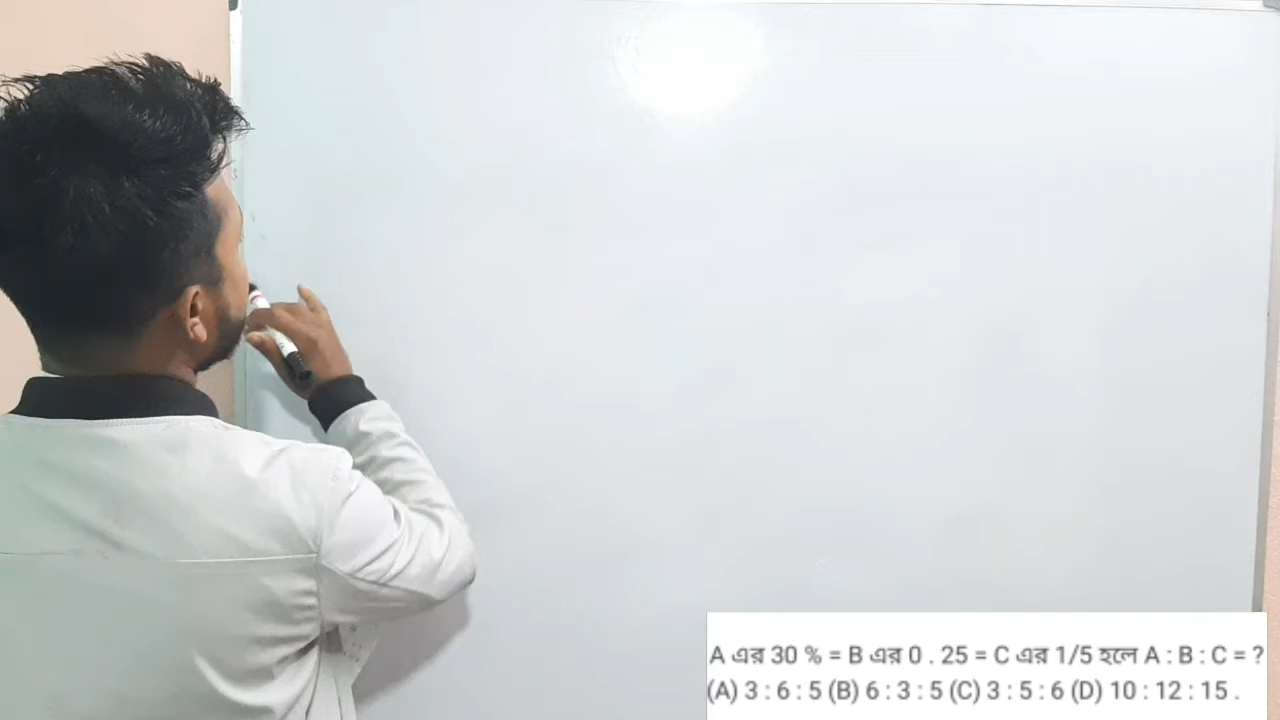 A এর 30 % = B এর 0 . 25 = C এর 1/5 হলে A : B : C = ?
(A) 3 : 6 : 5 (B) 6 : 3 : 5 (C) 3 : 5 : 6 (D) 10 : 12 : 15 .